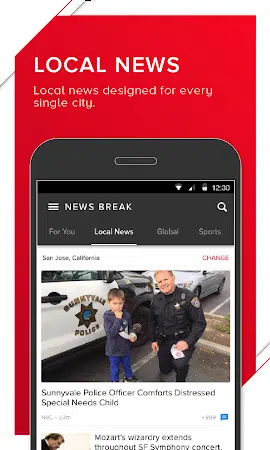 LOCAL NEWS
Local news designed for every
single city.
12:30
NEWS BREAK
For You
Local News
Global
Sports
San Jose, California
CHANGE
SUNNYVALE
POLICE
Sunnyvale Police Officer Comforts Distressed
Special Needs Child
NBC - 22m
+999
Mozart's wizardry extends
throughout SF Symphony concert,